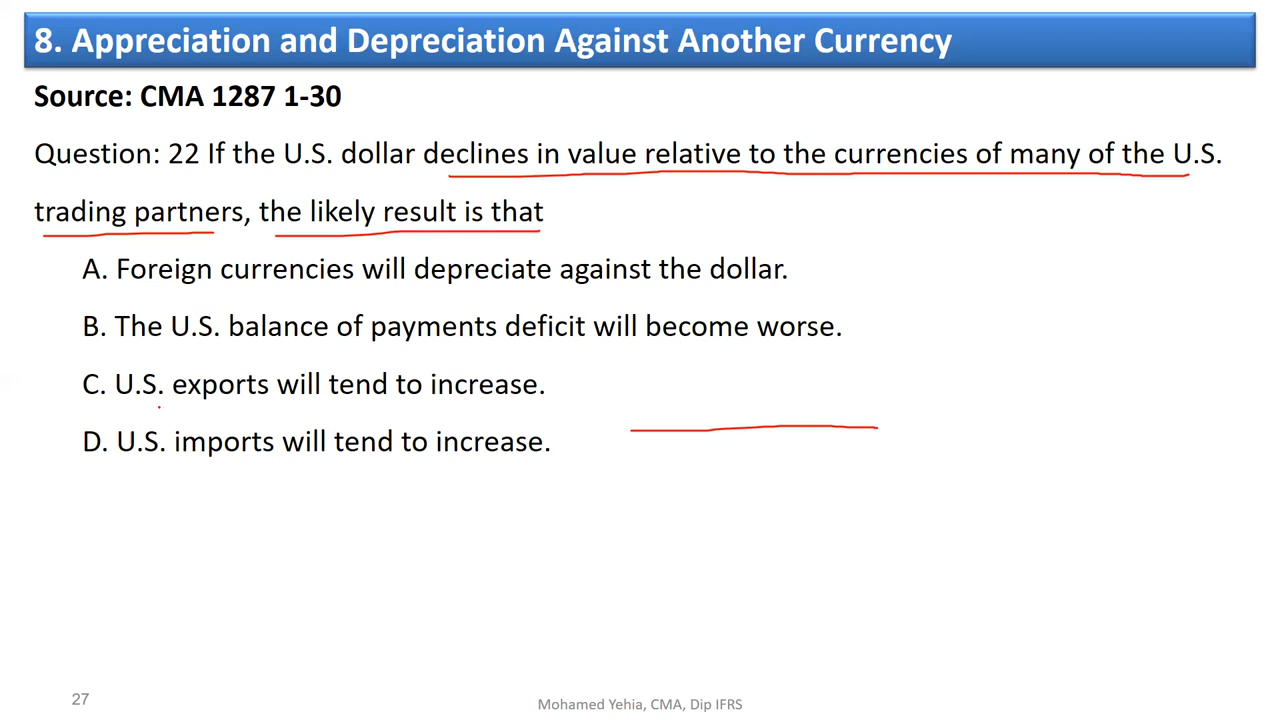 8. Appreciation and Depreciation Against Another Currency
Source: CMA 1287 1-30
Question: 22 If the U.S. dollar declines in value relative to the currencies of many of the U.S.
trading partners, the likely result is that
A. Foreign currencies will depreciate against the dollar.
B. The U.S. balance of payments deficit will become worse.
C. U.S. exports will tend to increase.
D. U.S. imports will tend to increase.
27
Mohamed Yehia, CMA, Dip IFRS